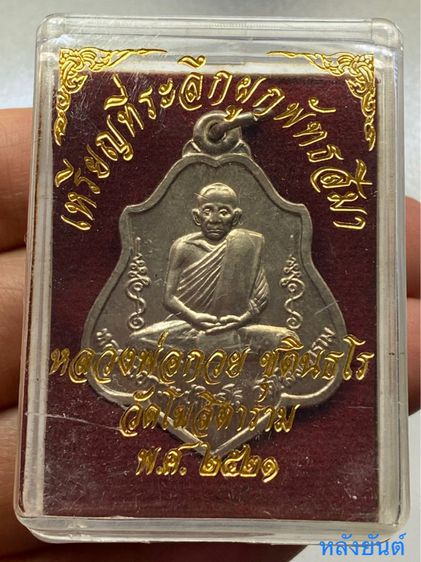 เหรียญที่ระลึกผูกพัทธสีมา
หลวงพ่อกวย ชุตินฺธโร
วัดโฆสิตาราม
พ.ศ. ๒๕๒๑
หลังยันต์